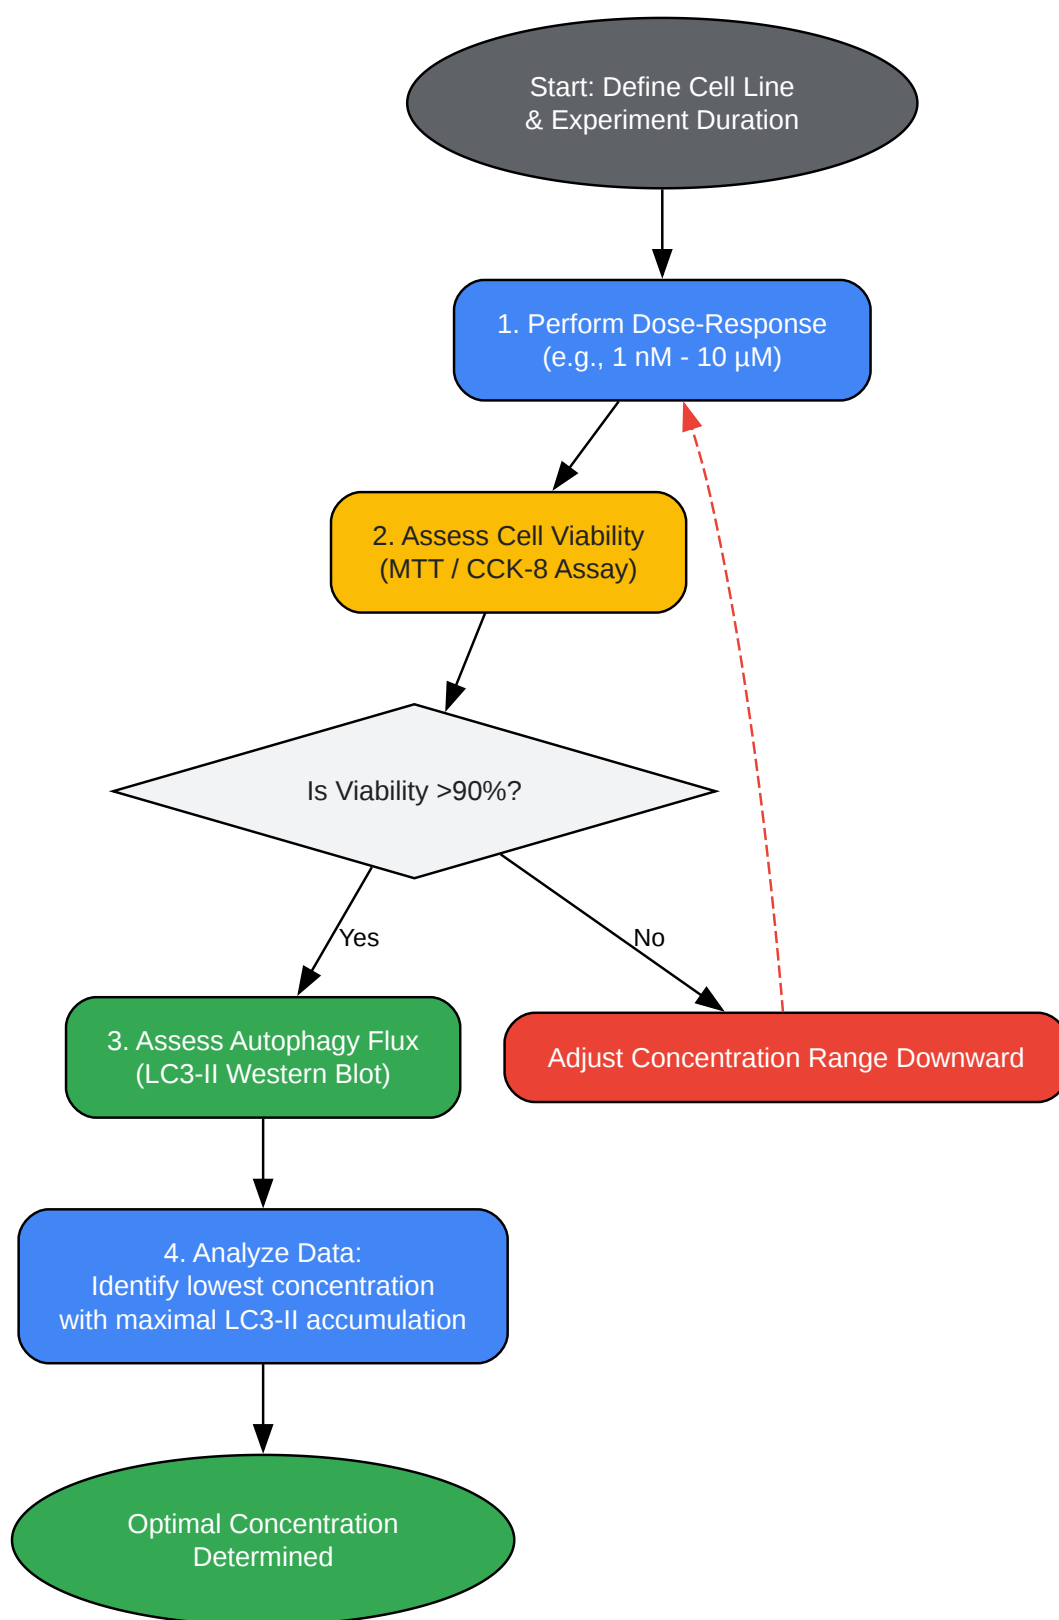 Start: Define Cell Line
& Experiment Duration
1. Perform Dose-Response
(e.g., 1 nM - 10 µM)
2. Assess Cell Viability
(MTT / CCK-8 Assay)
Is Viability >90%?
Yes
No
3. Assess Autophagy Flux
(LC3-II Western Blot)
Adjust Concentration Range Downward
4. Analyze Data:
Identify lowest concentration
with maximal LC3-II accumulation
Optimal Concentration
Determined